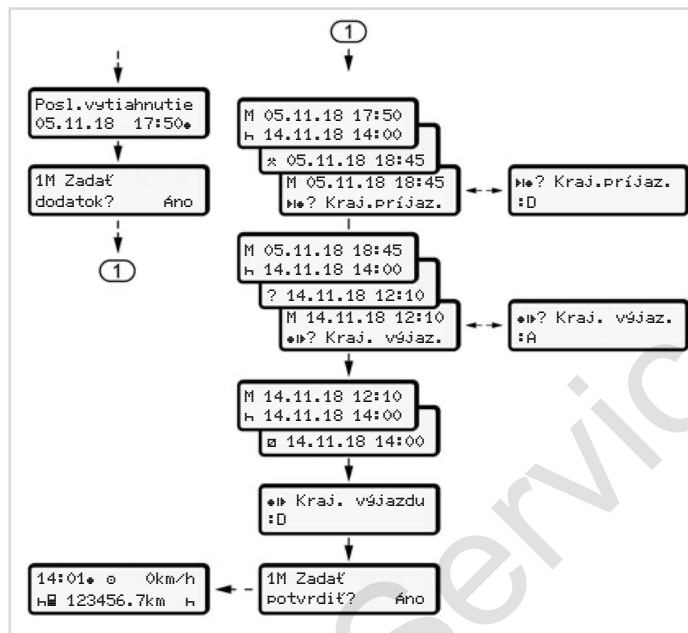 1
Posl.vytiahnutie
05.11.18 17:50
1M Zadať
dodatok? Áno
1
M 05.11.18 17:50
14.11.18 14:00
05.11.18 18:45
M 05.11.18 18:45
? Kraj.príjaz.
? Kraj.príjaz.
:D
M 05.11.18 18:45
14.11.18 14:00
? 14.11.18 12:10
M 14.11.18 12:10
? Kraj. výjaz.
? Kraj. výjaz.
:A
M 14.11.18 12:10
14.11.18 14:00
14.11.18 14:00
Kraj. výjazdu
:D
1M Zadať
potvrdiť? Áno
14:01 0km/h
123456.7km
Servic